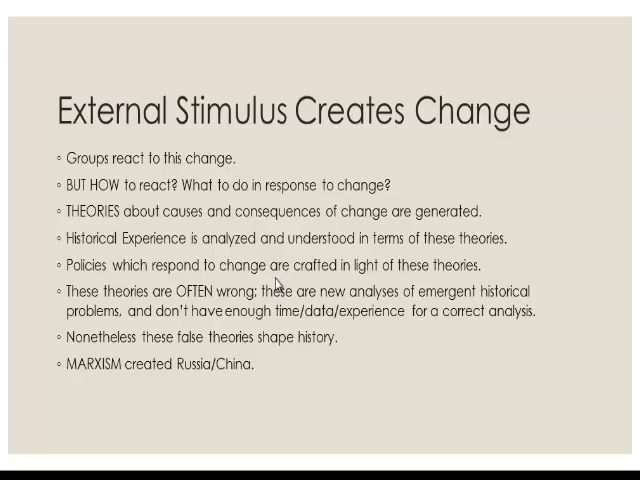 External Stimulus Creates Change
◦ Groups react to this change.
◦ BUT HOW to react? What to do in response to change?
◦ THEORIES about causes and consequences of change are generated.
◦ Historical Experience is analyzed and understood in terms of these theories.
◦ Policies which respond to change are crafted in light of these theories.
◦ These theories are OFTEN wrong; these are new analyses of emergent historical
problems, and don't have enough time/data/experience for a correct analysis.
◦ Nonetheless these false theories shape history.
◦ MARXISM created Russia/China.